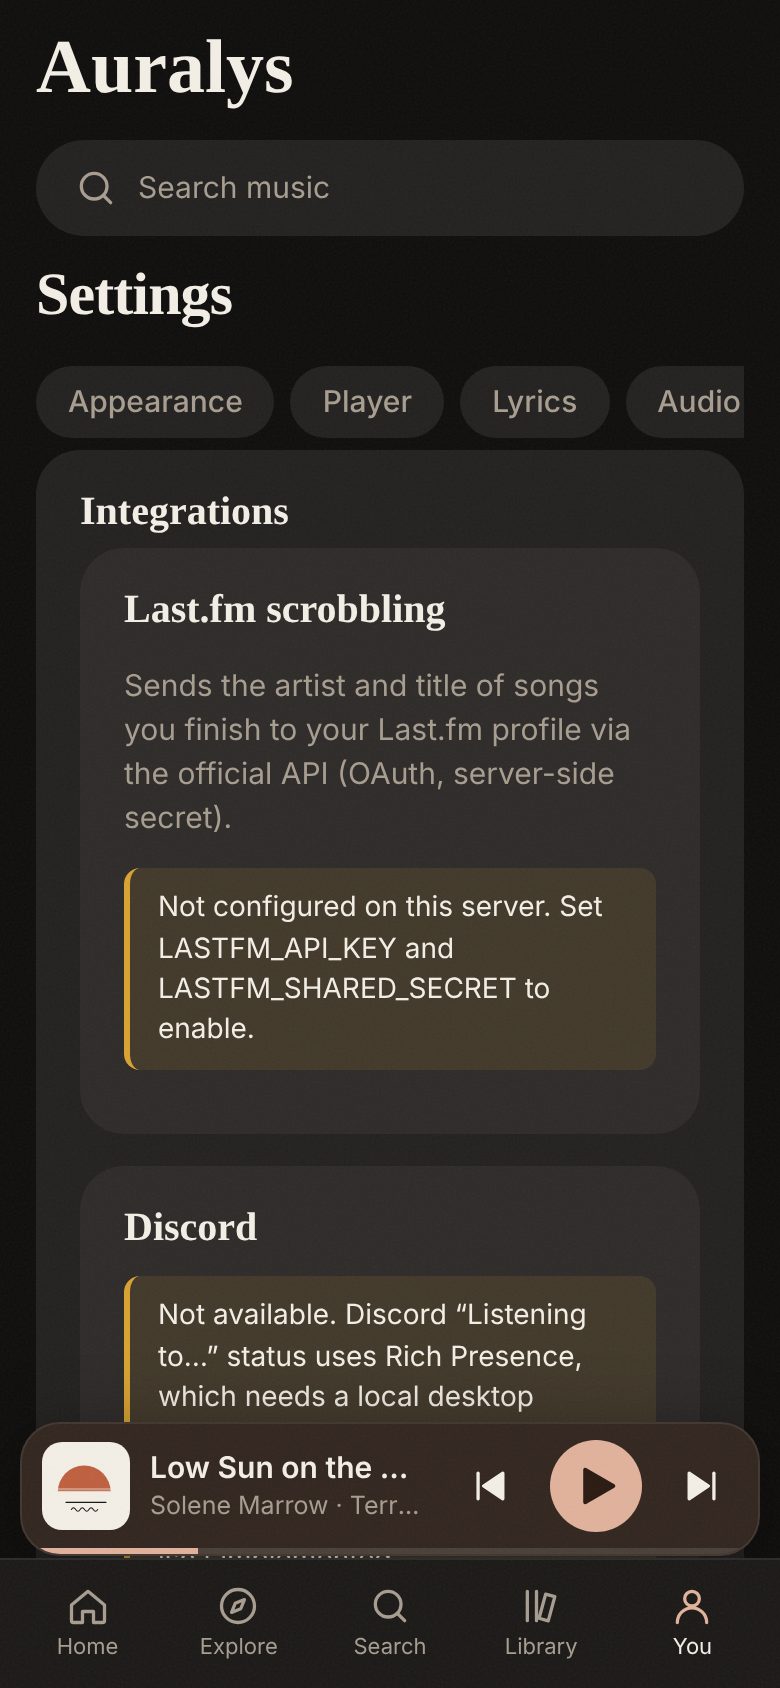 Auralys
Search music
Settings
Appearance
Player
Lyrics
Audio
Integrations
Last.fm scrobbling
Sends the artist and title of songs
you finish to your Last.fm profile via
the official API (OAuth, server-side
secret).
Not configured on this server. Set
LASTFM_API_KEY and
LASTFM_SHARED_SECRET to
enable.
Discord
Not available. Discord “Listening
to…” status uses Rich Presence,
which needs a local desktop
Low Sun on the …
Solene Marrow · Terr…
Home
Explore
Search
Library
You